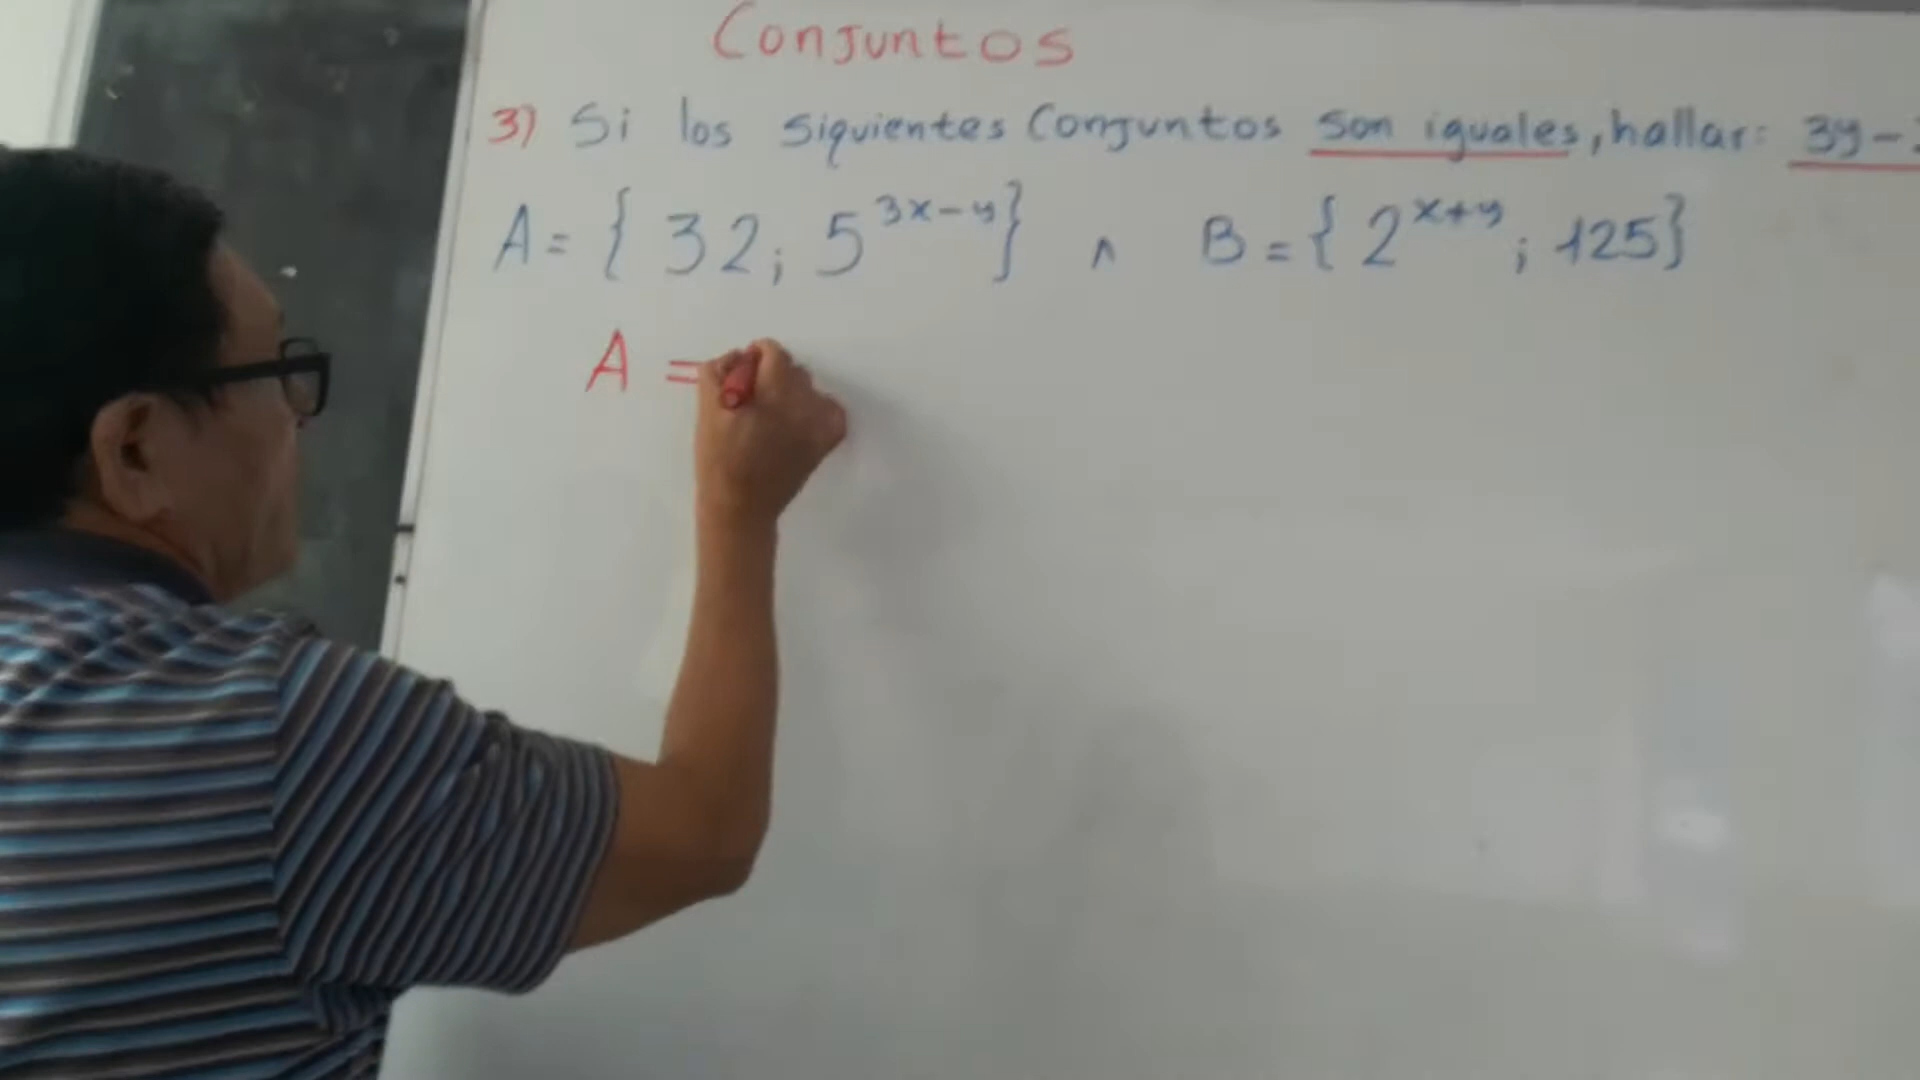 Conjuntos
3) Si los siguientes Conjuntos son iguales, hallar: 3y-
A = { 32; 5^{3x-y} } ∧ B = { 2^{x+y}; 125 }
A =